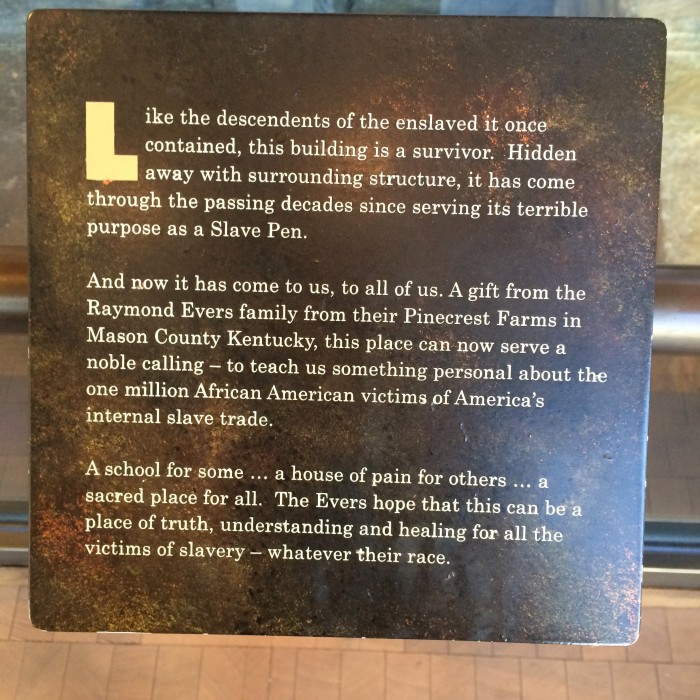 Like the descendents of the enslaved it once
contained, this building is a survivor. Hidden
away with surrounding structure, it has come
through the passing decades since serving its terrible
purpose as a Slave Pen.
And now it has come to us, to all of us. A gift from the
Raymond Evers family from their Pinecrest Farms in
Mason County Kentucky, this place can now serve a
noble calling – to teach us something personal about the
one million African American victims of America's
internal slave trade.
A school for some ... a house of pain for others ... a
sacred place for all. The Evers hope that this can be a
place of truth, understanding and healing for all the
victims of slavery – whatever their race.